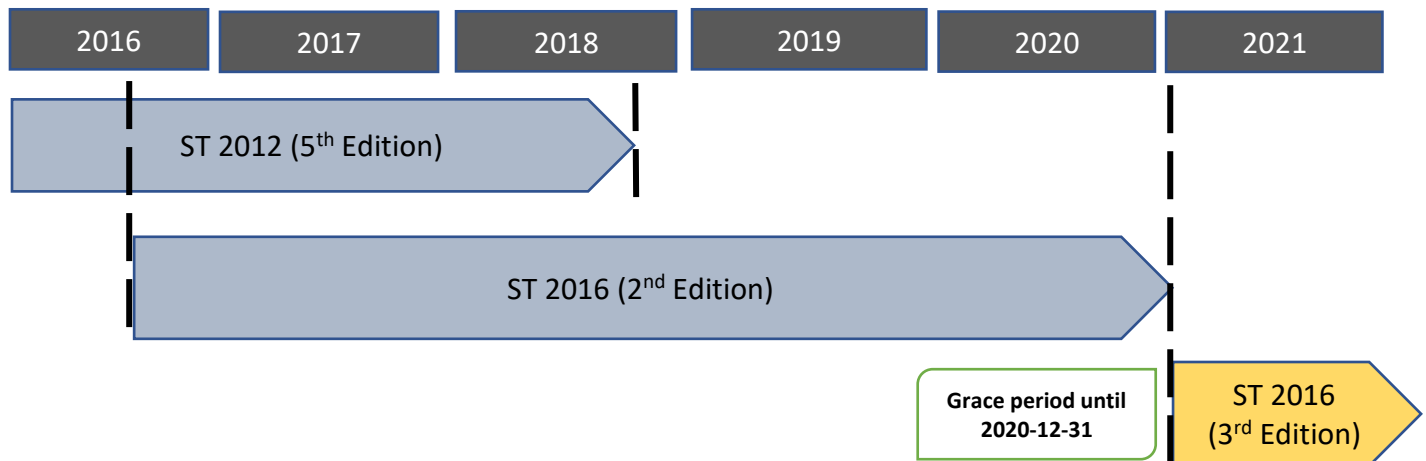 2016 2017 2018 2019 2020 2021
ST 2012 (5th Edition)
ST 2016 (2nd Edition)
Grace period until
2020-12-31
ST 2016
(3rd Edition)